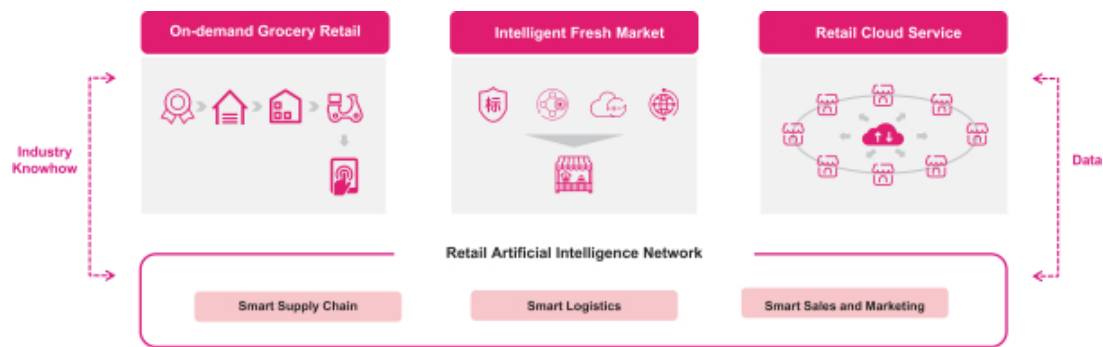 On-demand Grocery Retail
Intelligent Fresh Market
Retail Cloud Service
标
Industry
Knowhow
Data
Retail Artificial Intelligence Network
Smart Supply Chain
Smart Logistics
Smart Sales and Marketing